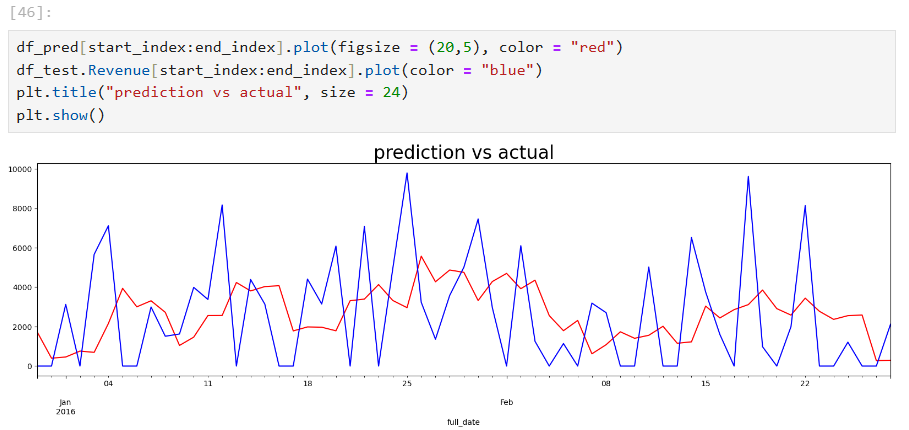 [46]:
df_pred[start_index:end_index].plot(figsize = (20,5), color = "red")
df_test.Revenue[start_index:end_index].plot(color = "blue")
plt.title("prediction vs actual", size = 24)
plt.show()
prediction vs actual
10000
8000
6000
4000
2000
0
04 11 18 25 08 15 22
Jan Feb
2016
full_date